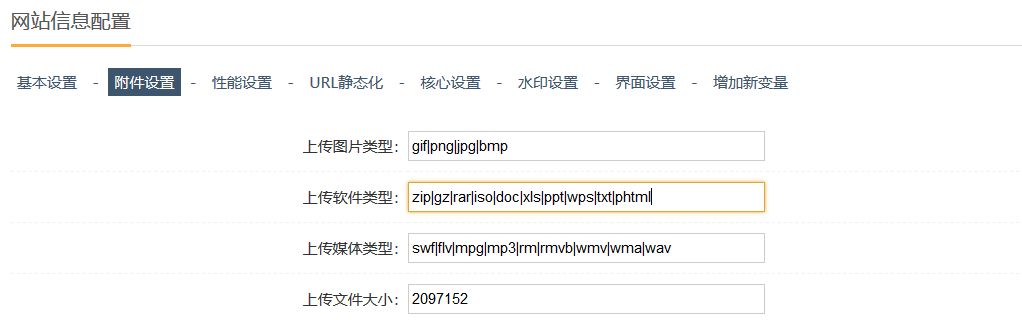 网站信息配置
基本设置 - 附件设置 - 性能设置 - URL静态化 - 核心设置 - 水印设置 - 界面设置 - 增加新变量
上传图片类型： gif|png|jpg|bmp
上传软件类型： zip|gz|rar|iso|doc|xls|ppt|wps|txt|phtml
上传媒体类型： swf|flv|mpg|mp3|rm|rmvb|wmv|wma|wav
上传文件大小： 2097152